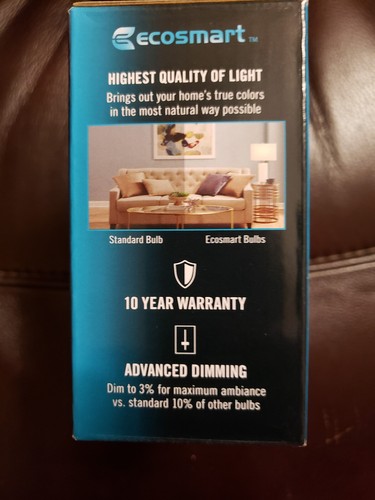 ecosmart™
HIGHEST QUALITY OF LIGHT
Brings out your home's true colors
in the most natural way possible
Standard Bulb Ecosmart Bulbs
10 YEAR WARRANTY
ADVANCED DIMMING
Dim to 3% for maximum ambiance
vs. standard 10% of other bulbs